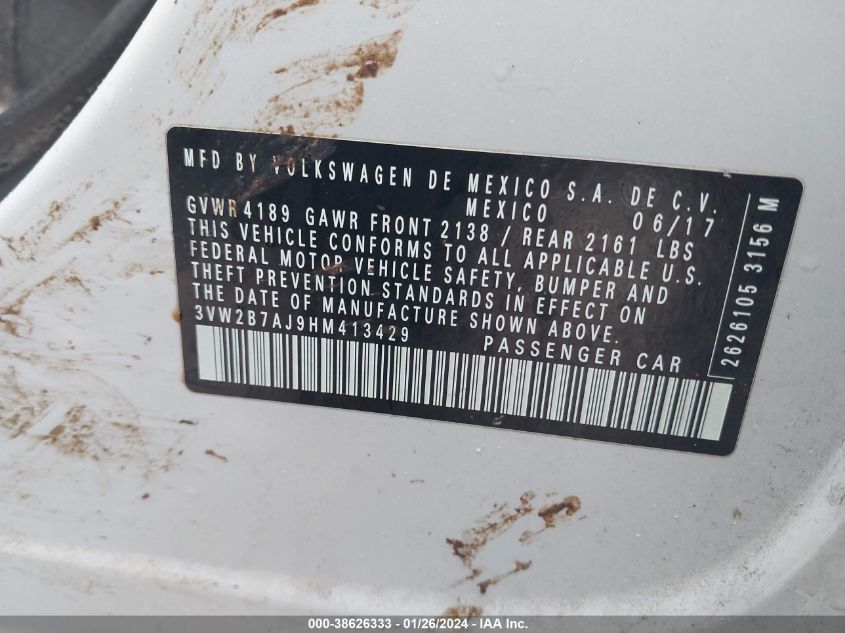 MFD BY VOLKSWAGEN DE MEXICO S.A. DE C.V.
MEXICO 06/17
GVWR 4189 GAWR FRONT 2138 / REAR 2161 LBS
THIS VEHICLE CONFORMS TO ALL APPLICABLE U.S.
FEDERAL MOTOR VEHICLE SAFETY, BUMPER AND
THEFT PREVENTION STANDARDS IN EFFECT ON
THE DATE OF MANUFACTURE SHOWN ABOVE.
3VW2B7AJ9HM413429 PASSENGER CAR
2626105 3156 M
000-38626333 - 01/26/2024 - IAAI Inc.